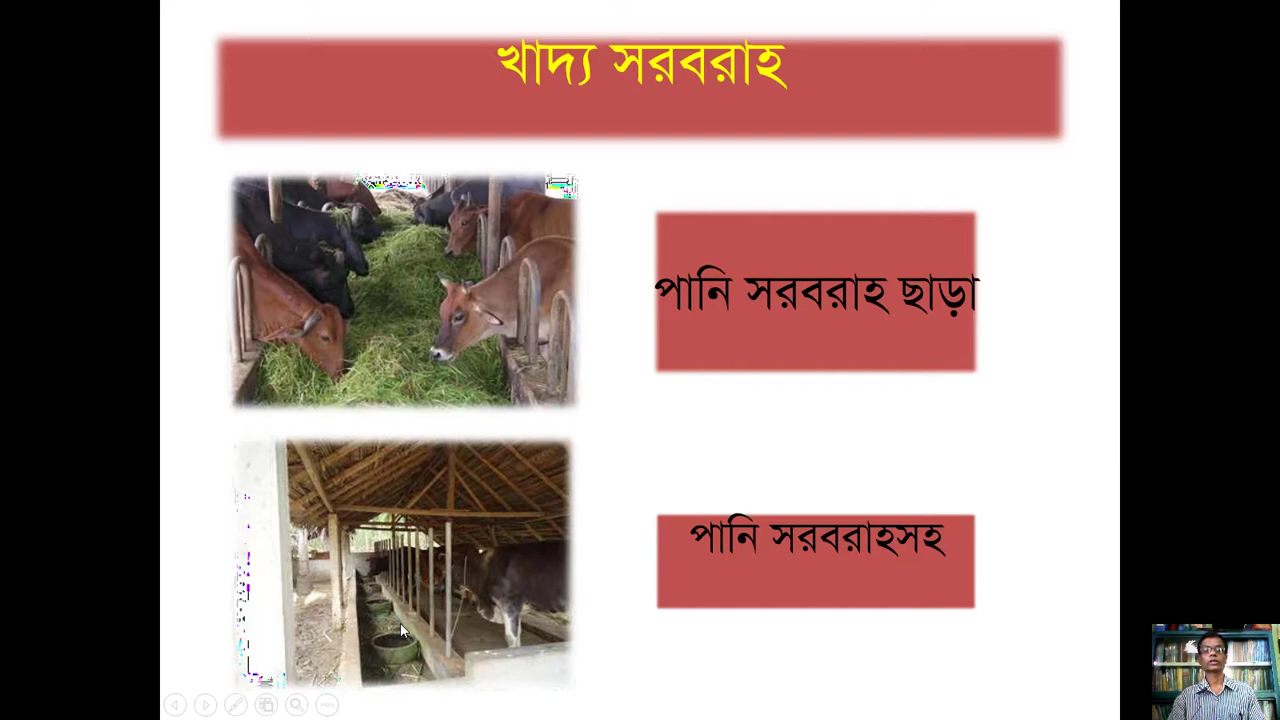 খাদ্য সরবরাহ
পানি সরবরাহ ছাড়া
পানি সরবরাহসহ